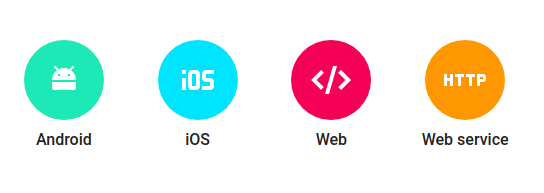 iOS
</>
HTTP
Android
iOS
Web
Web service